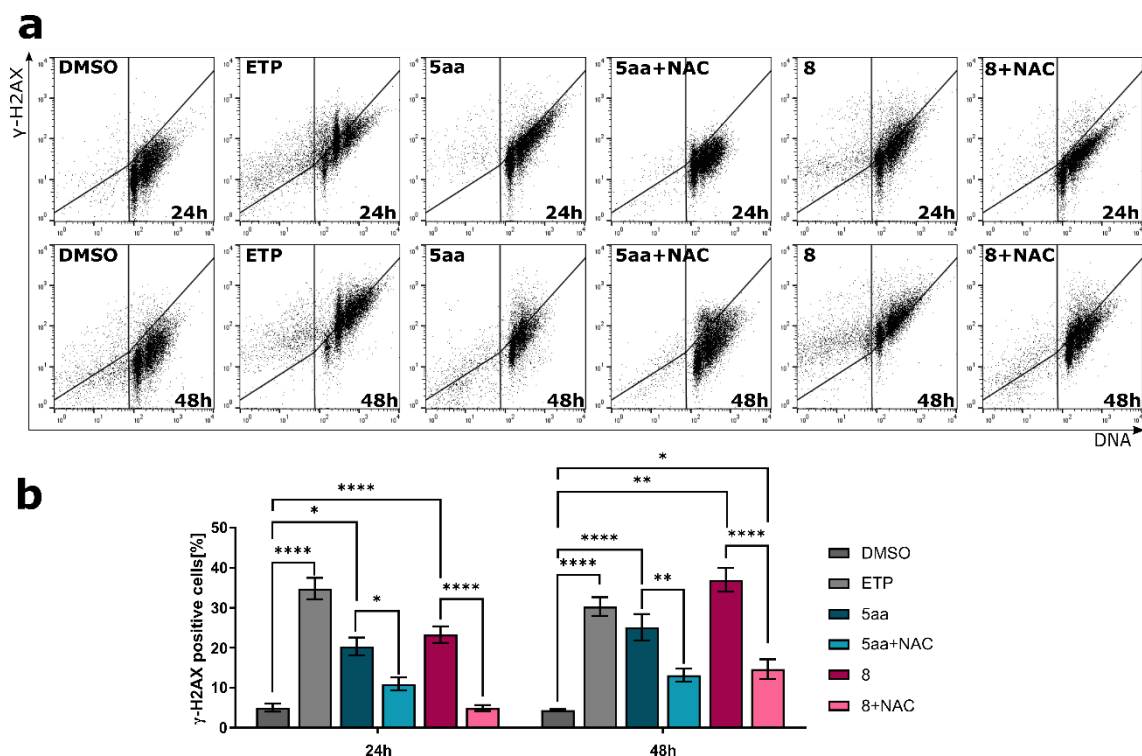 a
γ-H2AX
DMSO
24h
ETP
24h
5aa
24h
5aa+NAC
24h
8
24h
8+NAC
24h
DMSO
48h
ETP
48h
5aa
48h
5aa+NAC
48h
8
48h
8+NAC
48h
DNA
b
γ-H2AX positive cells[%]
50
40
30
20
10
0
****
*
****
*
****
****
****
**
**
****
*
24h
48h
DMSO
ETP
5aa
5aa+NAC
8
8+NAC